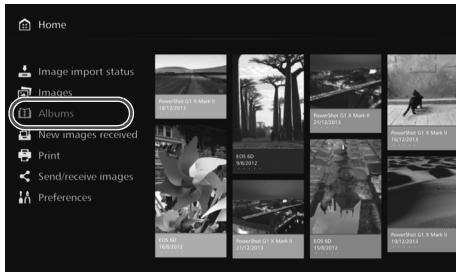 Home
Image import status
Images
Albums
New images received
Print
Send/receive images
Preferences
PowerShot G1 X Mark II
18/12/2013
EOS 6D
16/8/2013
EOS 6D
9/8/2012
PowerShot G1 X Mark II
21/12/2013
PowerShot G1 X Mark II
21/12/2013
EOS 6D
15/8/2012
PowerShot G1 X Mark II
16/12/2013
PowerShot G1 X Mark II
19/12/2013